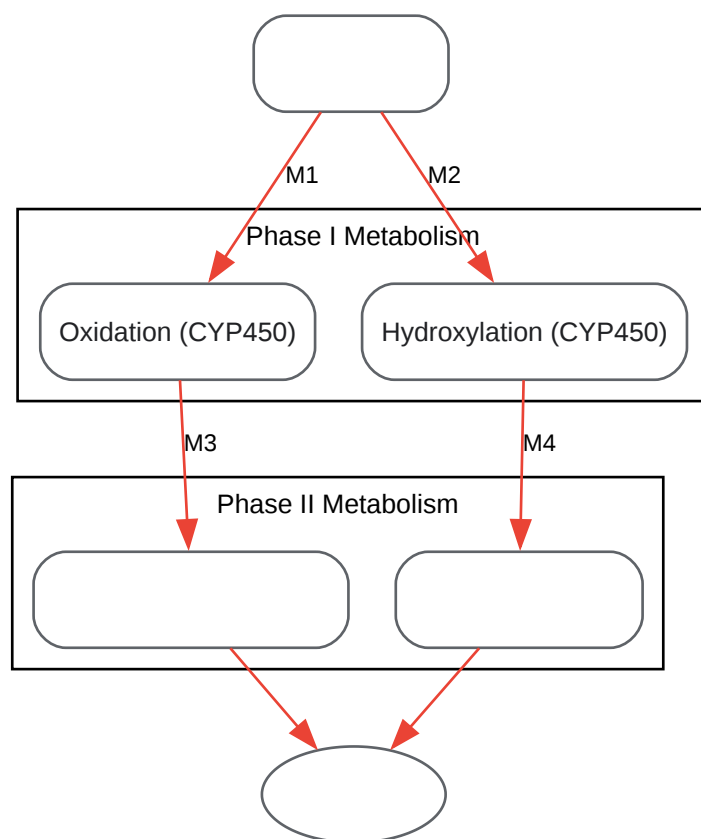 M1
M2
Phase I Metabolism
Oxidation (CYP450)
Hydroxylation (CYP450)
M3
M4
Phase II Metabolism